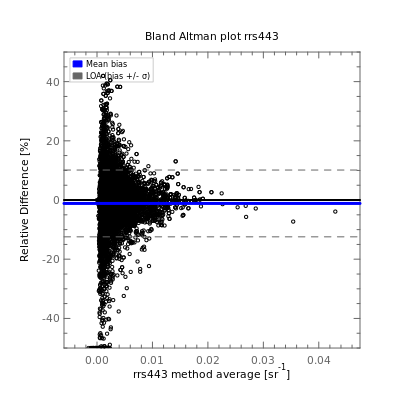 Bland Altman plot rrs443
Mean bias
LOA(bias +/- σ)
40
20
0
-20
-40
Relative Difference [%]
0.00 0.01 0.02 0.03 0.04
rrs443 method average [sr⁻¹]